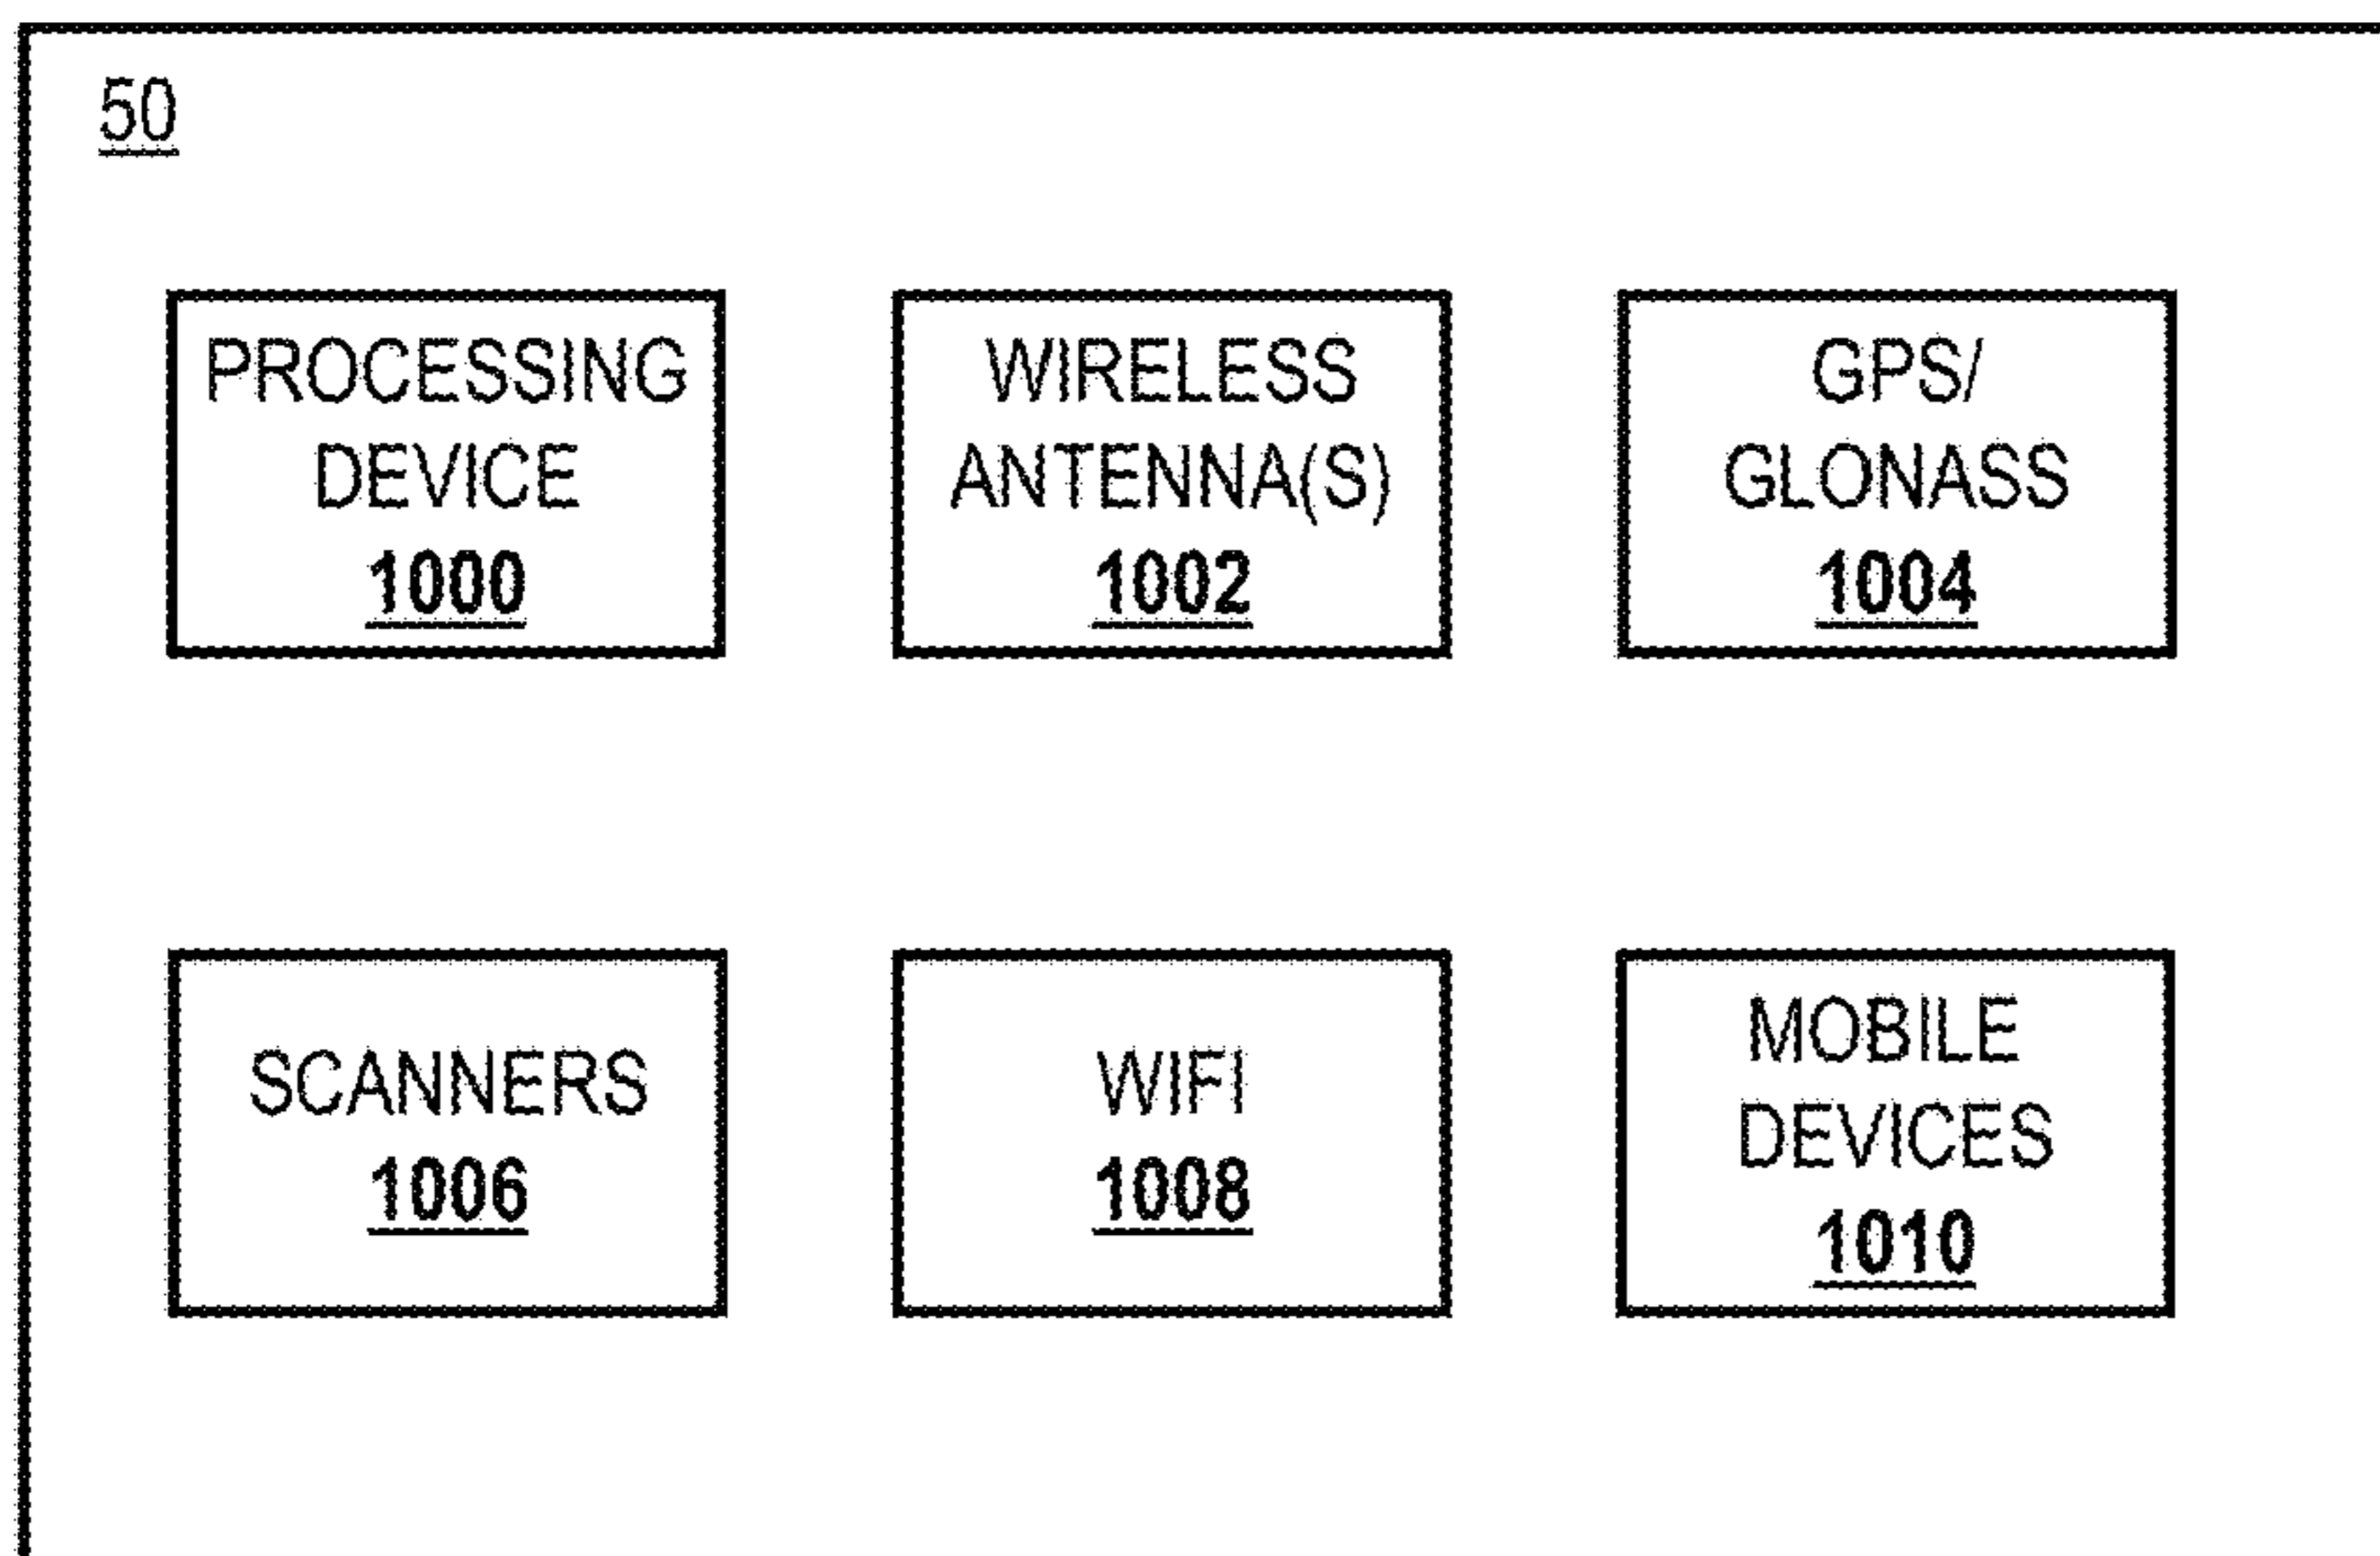 50
PROCESSING
DEVICE
1000
WIRELESS
ANTENNA(S)
1002
GPS/
GLONASS
1004
SCANNERS
1006
WIFI
1008
MOBILE
DEVICES
1010